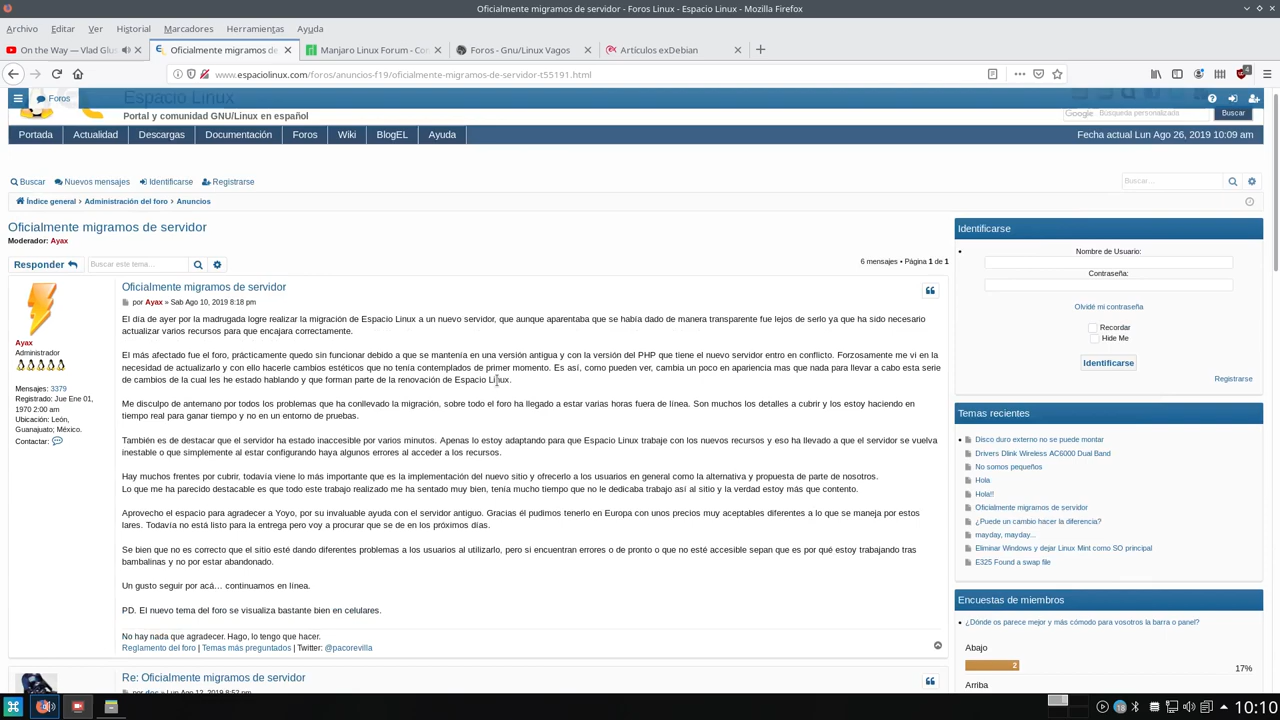 Oficialmente migramos de servidor - Foros Linux - Espacio Linux - Mozilla Firefox
Archivo Editar Ver Historial Marcadores Herramientas Ayuda
On the Way — Vlad Glus
Oficialmente migramos de
Manjaro Linux Forum - Co
Foros - Gnu/Linux Vagos
Artículos exDebian
www.espaciolinux.com/foros/anuncios-f19/oficialmente-migramos-de-servidor-t55191.html
4
Foros
Espacio Linux
Portal y comunidad GNU/Linux en español
Google Búsqueda personalizada Buscar
Portada Actualidad Descargas Documentación Foros Wiki BlogEL Ayuda
Fecha actual Lun Ago 26, 2019 10:09 am
Buscar Nuevos mensajes Identificarse Registrarse
Buscar…
Índice general Administración del foro Anuncios
Oficialmente migramos de servidor
Moderador: Ayax
Responder Buscar este tema…
6 mensajes • Página 1 de 1
Ayax
Administrador
Mensajes: 3379
Registrado: Jue Ene 01,
1970 2:00 am
Ubicación: León,
Guanajuato; México.
Contactar:
Oficialmente migramos de servidor
por Ayax » Sab Ago 10, 2019 8:18 pm
El día de ayer por la madrugada logre realizar la migración de Espacio Linux al nuevo servidor, que aunque aparentaba que se había dado de manera transparente fue lejos de serlo ya que ha sido necesario
actualizar varios recursos para que encajara correctamente.
El más afectado fue el foro, prácticamente quedo sin funcionar debido a que se mantenía en una versión antigua y con la versión del PHP que tiene el nuevo servidor entro en conflicto. Forzosamente me vi en la
necesidad de actualizarlo y con ello hacerle cambios estéticos que no tenía contemplados de primer momento. Es así, como pueden ver, cambia un poco en apariencia mas que nada para llevar a cabo esta serie
de cambios de la cual les he estado hablando y que forman parte de la renovación de Espacio Linux.
Me disculpo de antemano por todos los problemas que ha conllevado la migración, sobre todo el foro ha llegado a estar varias horas fuera de línea. Son muchos los detalles a cubrir y los estoy haciendo en
tiempo real para ganar tiempo y no en un entorno de pruebas.
También es de destacar que el servidor ha estado inaccesible por varios minutos. Apenas lo estoy adaptando para que Espacio Linux trabaje con los nuevos recursos y eso ha llevado a que el servidor se vuelva
inestable o que simplemente al estar configurando haya algunos errores al acceder a los recursos.
Hay muchos frentes por cubrir, todavía viene lo más importante que es la implementación del nuevo sitio y ofrecerlo a los usuarios en general como la alternativa y propuesta de parte de nosotros.
Lo que me ha parecido destacable es que todo este trabajo realizado me ha sentado muy bien, tenía mucho tiempo que no le dedicaba trabajo así al sitio y la verdad estoy más que contento.
Aprovecho el espacio para agradecer a Yoyo, por su invaluable ayuda con el servidor antiguo. Gracias él pudimos tenerlo en Europa con unos precios muy aceptables diferentes a lo que se maneja por estos
lares. Todavía no está listo para la entrega pero voy a procurar que se de en los próximos días.
Se bien que no es correcto que el sitio esté dando diferentes problemas a los usuarios al utilizarlo, pero si encuentran errores o de pronto o que no esté accesible sepan que es por qué estoy trabajando tras
bambalinas y no por estar abandonado.
Un gusto seguir por acá… continuamos en línea.
PD. El nuevo tema del foro se visualiza bastante bien en celulares.
No hay nada que agradecer. Hago, lo tengo que hacer.
Reglamento del foro | Temas más preguntados | Twitter: @pacorevilla
Re: Oficialmente migramos de servidor
por doc » Lun Ago 12, 2019 8:52 pm
Identificarse
Nombre de Usuario:
Contraseña:
Olvidé mi contraseña
Recordar
Hide Me
Identificarse
Registrarse
Temas recientes
Disco duro externo no se puede montar
Drivers Dlink Wireless AC6000 Dual Band
No somos pequeños
Hola
Hola!!
Oficialmente migramos de servidor
¿Puede un cambio hacer la diferencia?
mayday, mayday...
Eliminar Windows y dejar Linux Mint como SO principal
E325 Found a swap file
Encuestas de miembros
¿Dónde os parece mejor y más cómodo para vosotros la barra o panel?
Abajo
2
17%
Arriba
10:10